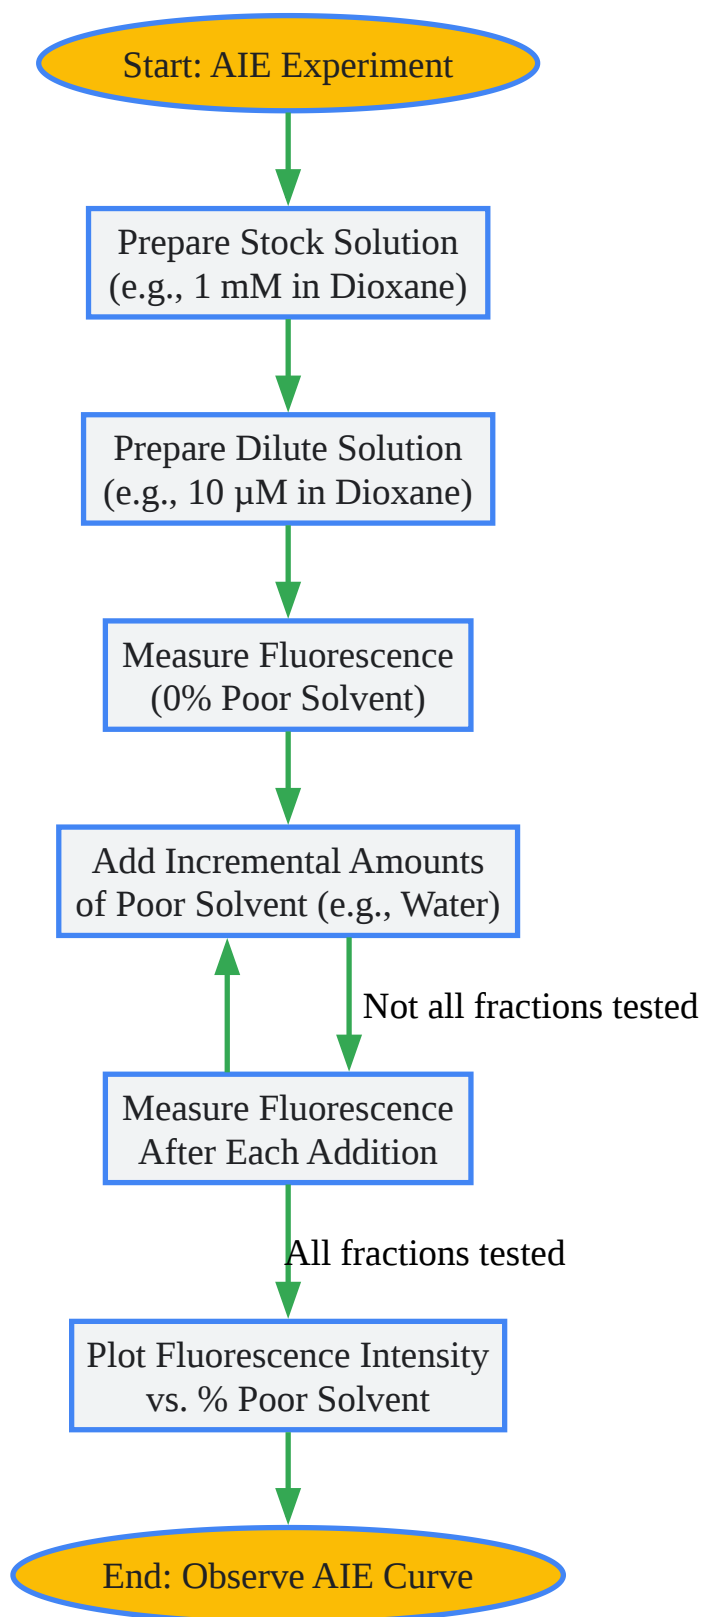 Start: AIE Experiment
Prepare Stock Solution
(e.g., 1 mM in Dioxane)
Prepare Dilute Solution
(e.g., 10 µM in Dioxane)
Measure Fluorescence
(0% Poor Solvent)
Add Incremental Amounts
of Poor Solvent (e.g., Water)
Not all fractions tested
Measure Fluorescence
After Each Addition
All fractions tested
Plot Fluorescence Intensity
vs. % Poor Solvent
End: Observe AIE Curve